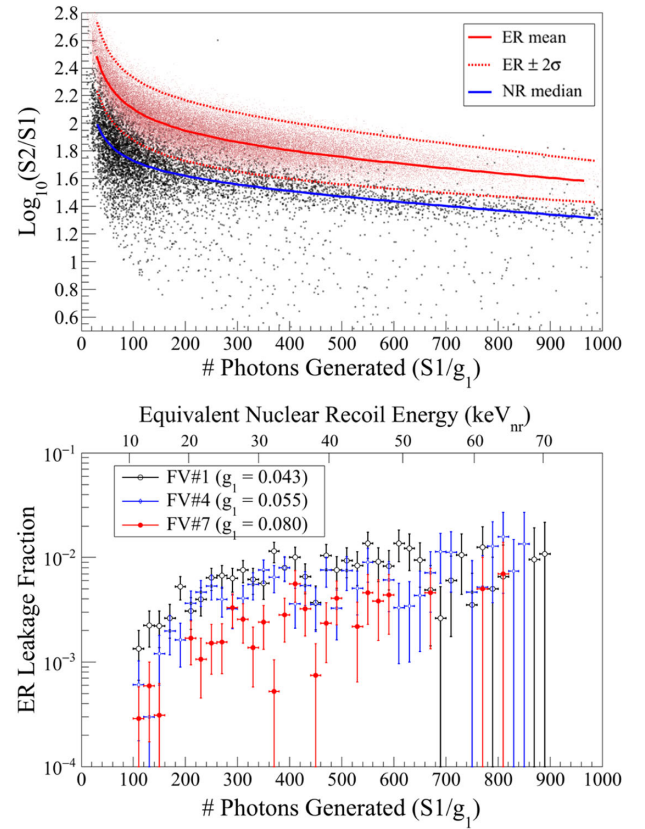 2.8
2.6
2.4
2.2
2
1.8
1.6
1.4
1.2
1
0.8
0.6
Log₁₀(S2/S1)
ER mean
ER ± 2σ
NR median
0 100 200 300 400 500 600 700 800 900 1000
# Photons Generated (S1/g₁)
Equivalent Nuclear Recoil Energy (keVₙᵣ)
10 20 30 40 50 60 70
10⁻¹
10⁻²
10⁻³
10⁻⁴
ER Leakage Fraction
FV#1 (g₁ = 0.043)
FV#4 (g₁ = 0.055)
FV#7 (g₁ = 0.080)
0 100 200 300 400 500 600 700 800 900 1000
# Photons Generated (S1/g₁)